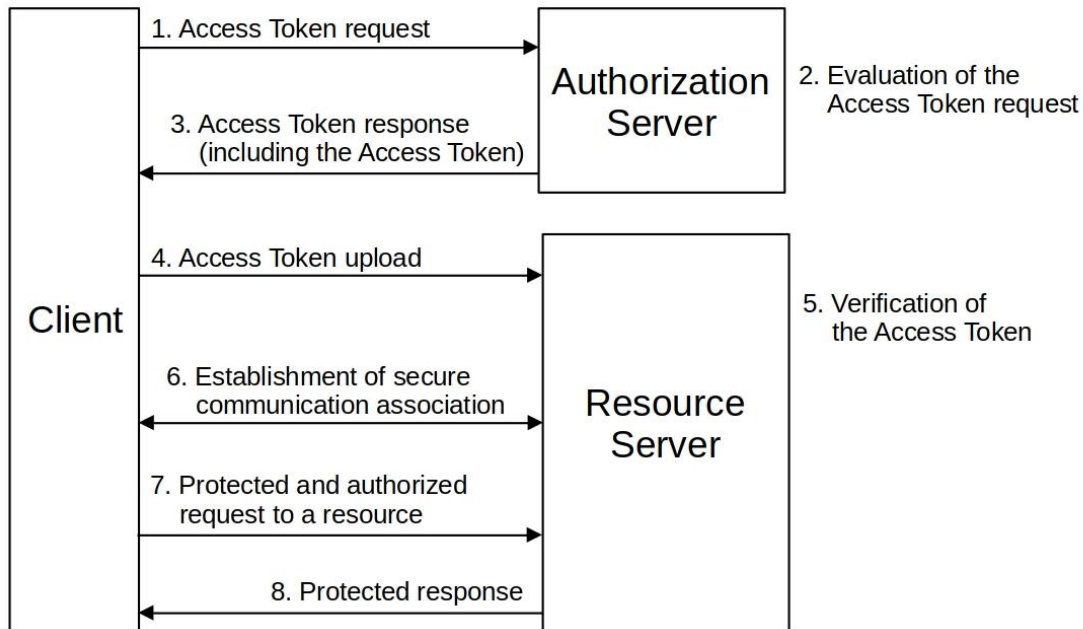 1. Access Token request
Authorization
Server
2. Evaluation of the
Access Token request
3. Access Token response
(including the Access Token)
4. Access Token upload
Client
5. Verification of
the Access Token
6. Establishment of secure
communication association
Resource
Server
7. Protected and authorized
request to a resource
8. Protected response